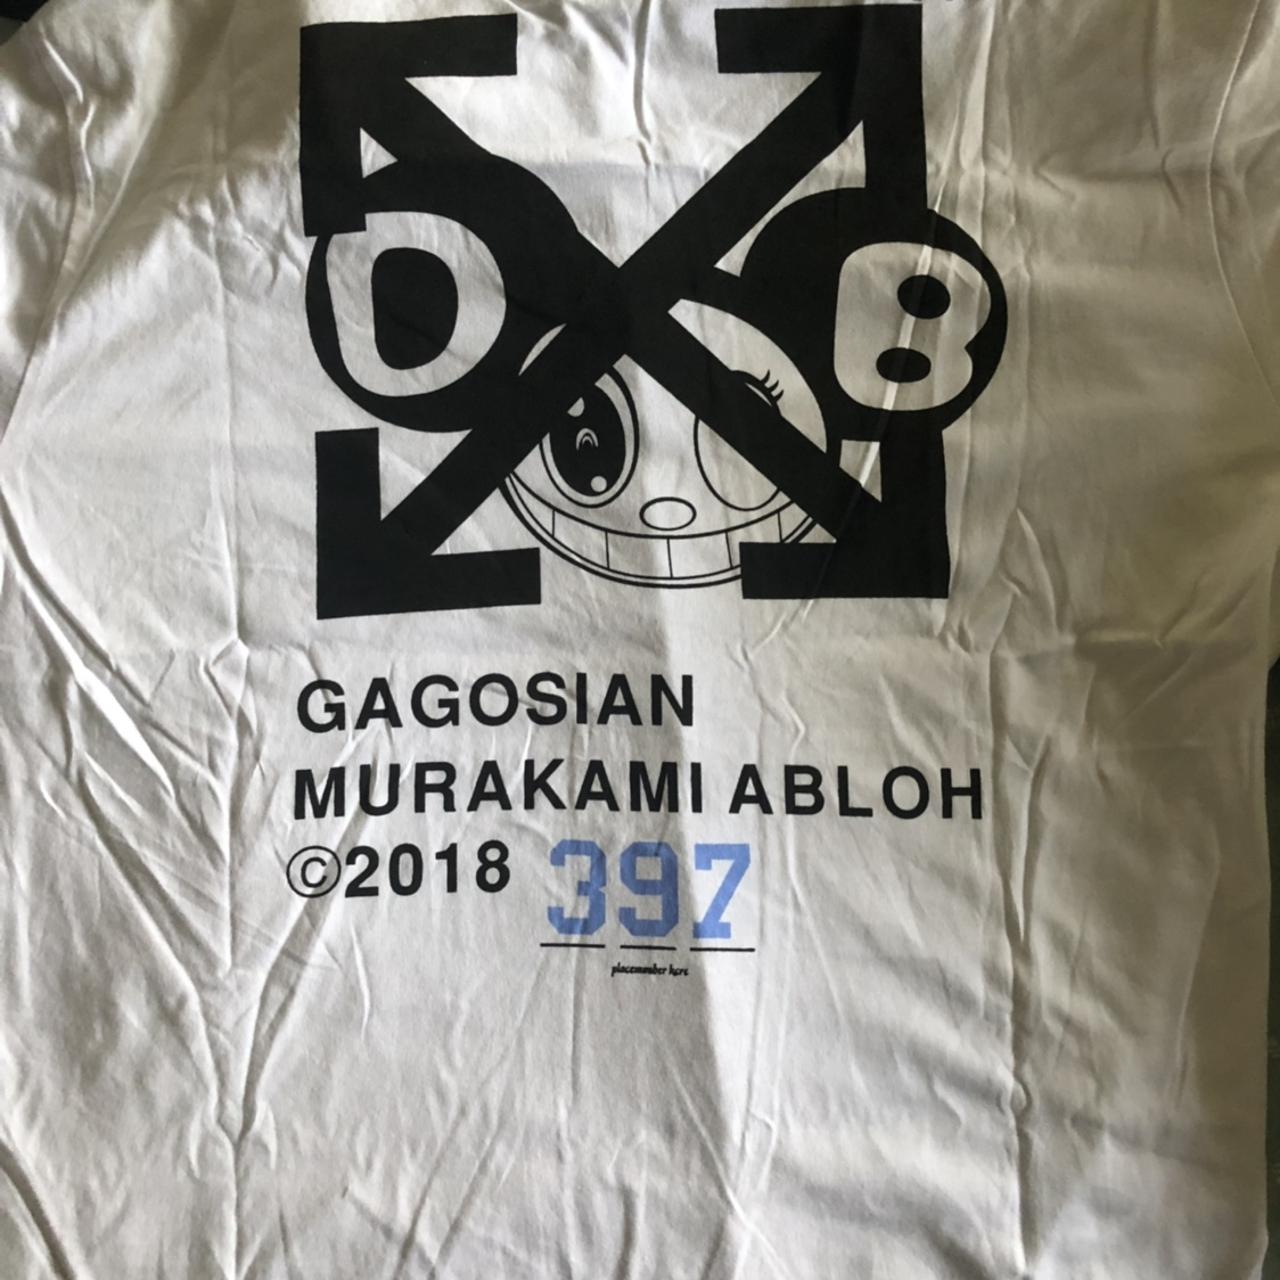 D B
GAGOSIAN
MURAKAMI ABLOH
©2018 397
placenumber here